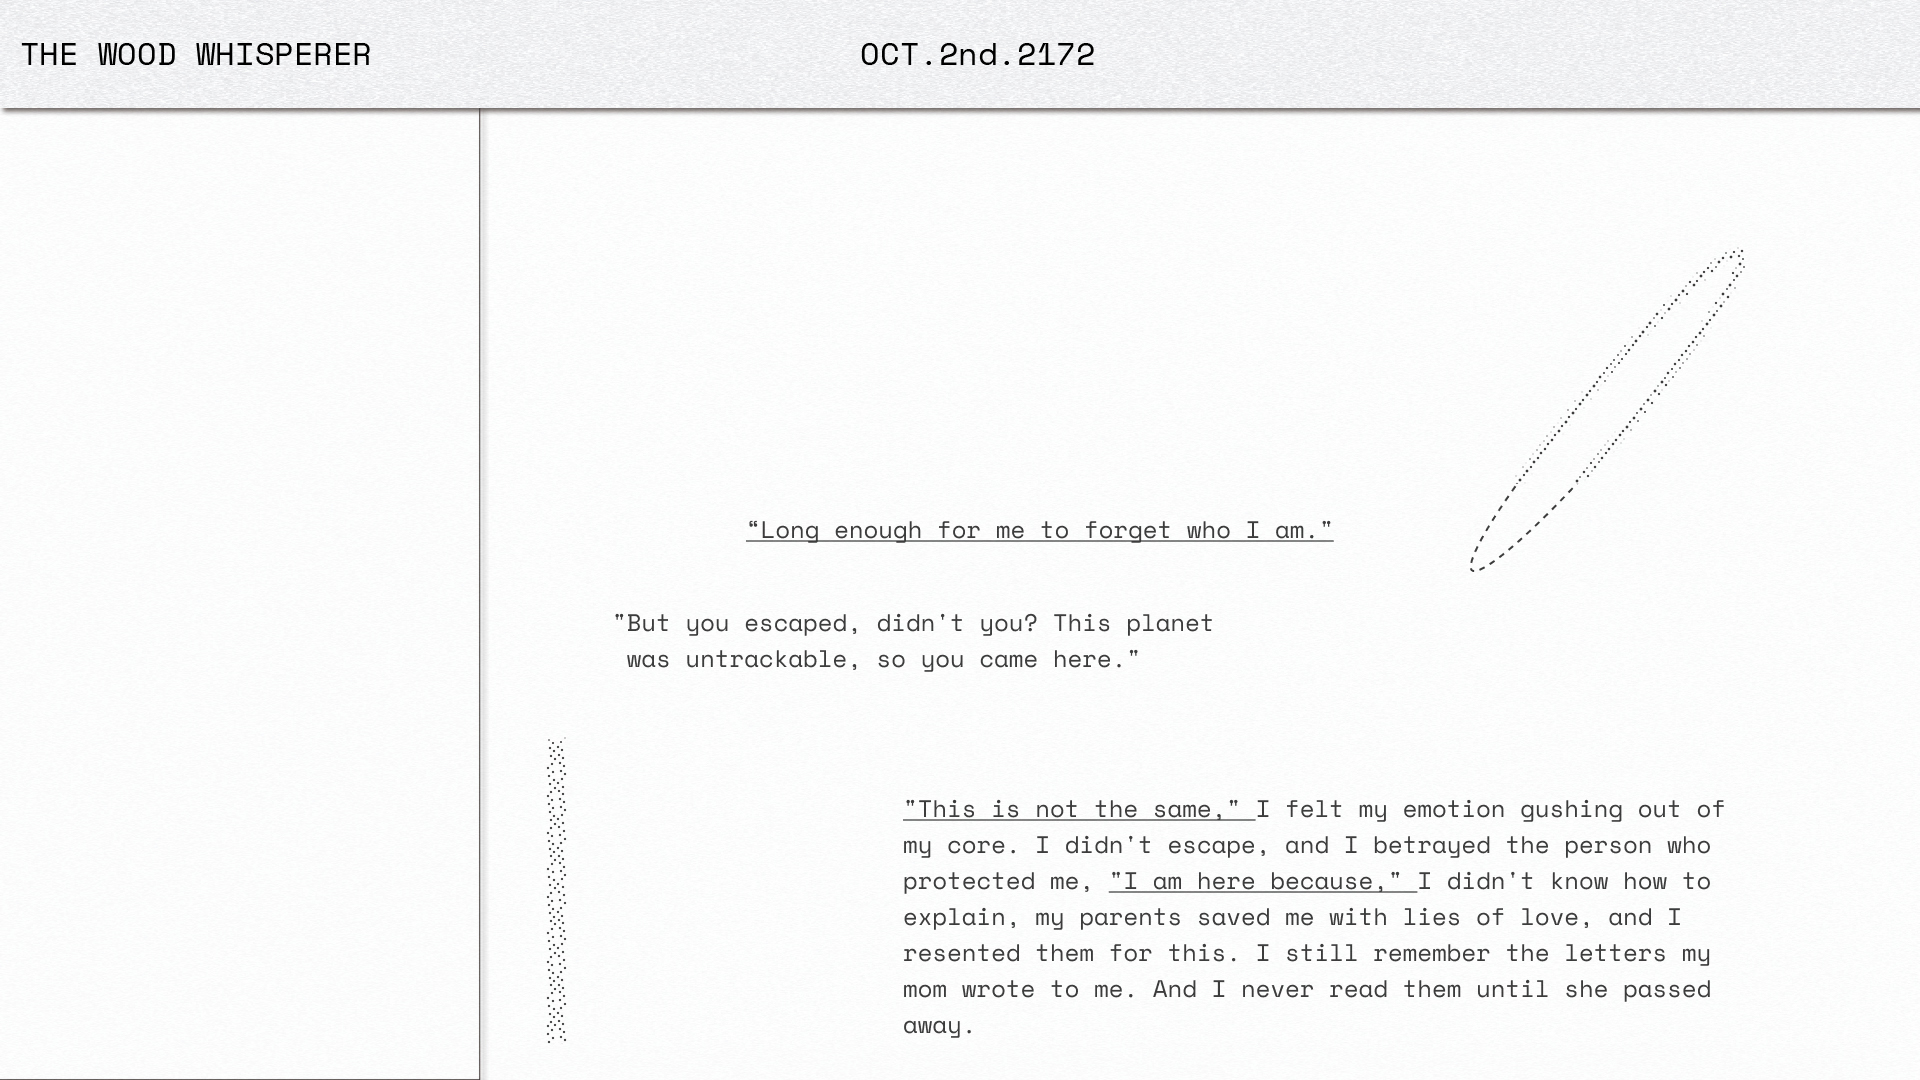 THE WOOD WHISPERER
OCT.2nd.2172
“Long enough for me to forget who I am."
"But you escaped, didn't you? This planet
was untrackable, so you came here."
"This is not the same," I felt my emotion gushing out of
my core. I didn't escape, and I betrayed the person who
protected me, "I am here because," I didn't know how to
explain, my parents saved me with lies of love, and I
resented them for this. I still remember the letters my
mom wrote to me. And I never read them until she passed
away.